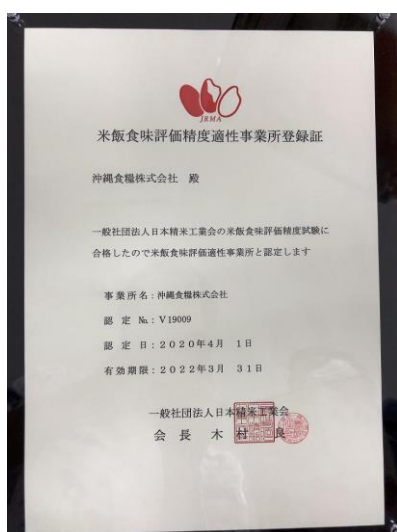 JRMA
米飯食味評価精度適性事業所登録証
沖縄食糧株式会社 殿
一般社団法人日本精米工業会の米飯食味評価精度試験に
合格したので米飯食味評価適性事業所と認定します
事業所名:沖縄食糧株式会社
認定 №:V19009
認定日:2020年4月 1日
有効期限:2022年3月 31日
一般社団法人日本精米工業会
会長 木村 良